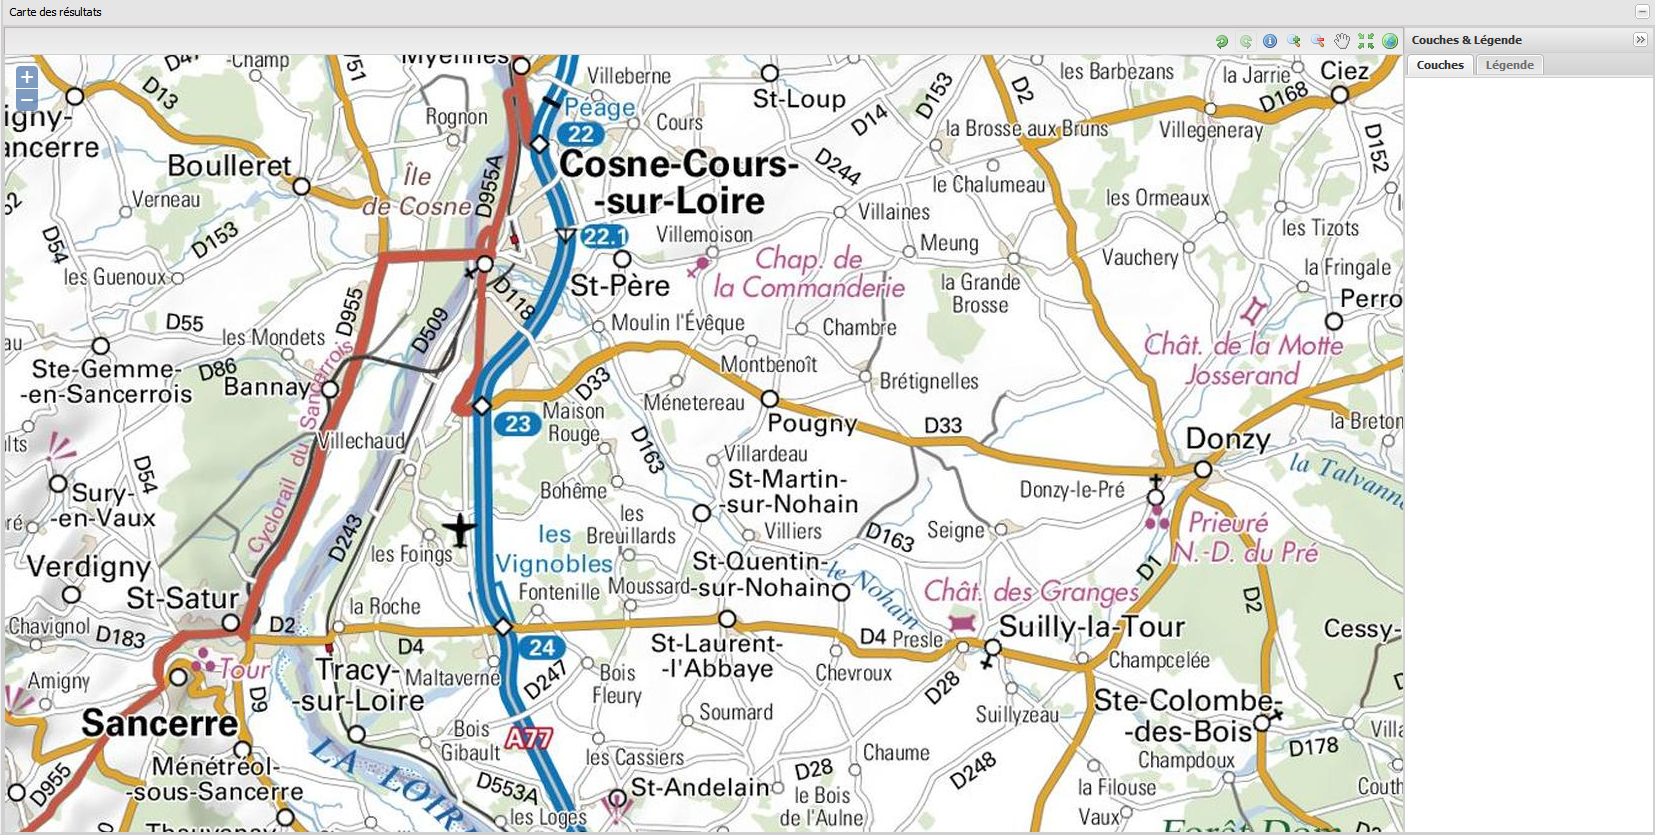 Carte des résultats
Couches & Légende
Couches
Légende
D47
Champ
751
Myennes
Villeberne
St-Loup
D153
D2
les Barbezans
la Jarrie
Ciez
D168
D13
igny-
ancerre
Rognon
Péage
22
Cours
D14
la Brosse aux Bruns
Villegeneray
D152
Boulleret
Île
de Cosne
D955A
Cosne-Cours-
-sur-Loire
D244
le Chalumeau
les Ormeaux
Verneau
52
D54
D153
22.1
Villemoison
Villaines
Meung
les Tizots
les Guenoux
St-Père
Chap. de
la Commanderie
la Grande
Brosse
Vauchery
la Fringale
Perro
D118
D955
D509
D55
les Mondets
Moulin l'Évêque
Chambre
au
Ste-Gemme-
-en-Sancerrois
D86
Bannay
Montbenoît
Brétignelles
Chât. de la Motte
Josserand
D33
Ménetereau
Maison
Rouge
23
Pougny
D33
Donzy
la Breton
Villechaud
Cyclorail du Sancerrois
D163
Villardeau
lts
D54
Sury-
-en-Vaux
ré
Bohême
St-Martin-
-sur-Nohain
Donzy-le-Pré
la Talvanne
les
Breuillards
Villiers
D163
Seigne
Prieuré
N.-D. du Pré
D243
les Foings
les
Vignobles
Verdigny
St-Satur
St-Quentin-
-sur-Nohain
le Nohain
D1
Fontenille
Moussard
Chât. des Granges
D2
la Roche
Chavignol
D183
D2
D4
24
St-Laurent-
-l'Abbaye
D4
Presle
Suilly-la-Tour
Cessy-
Tour
Amigny
Tracy-
-sur-Loire
Maltaverne
D247
Bois
Fleury
Chevroux
D28
Champcelée
D9
Sancerre
Suillyzeau
Ste-Colombe-
-des-Bois
Soumard
Bois
Gibault
A77
les Cassiers
Chaume
D178
Villa
Champdoux
Ménétréol-
-sous-Sancerre
LA LOIRE
D955
D553A
St-Andelain
D28
le Bois
de l'Aulne
D248
la Filouse
Couth
les Loges
Vaux
Thauvenay
Forêt Dom